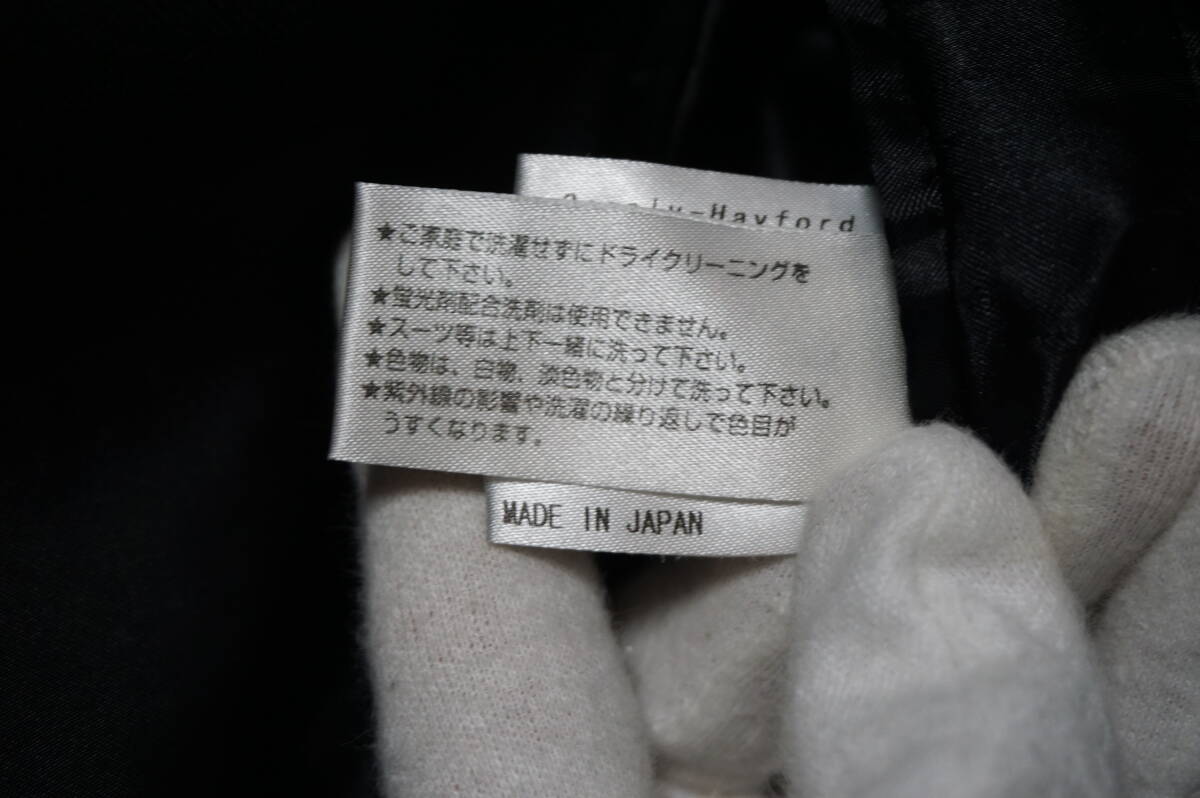 -Hayford
★ご家庭で洗濯せずにドライクリーニングを
して下さい。
★蛍光剤配合洗剤は使用できません。
★スーツ等は上下一緒に洗って下さい。
★色物は、白物、淡色物と分けて洗って下さい。
★紫外線の影響や洗濯の繰り返しで色目が
うすくなります。
MADE IN JAPAN